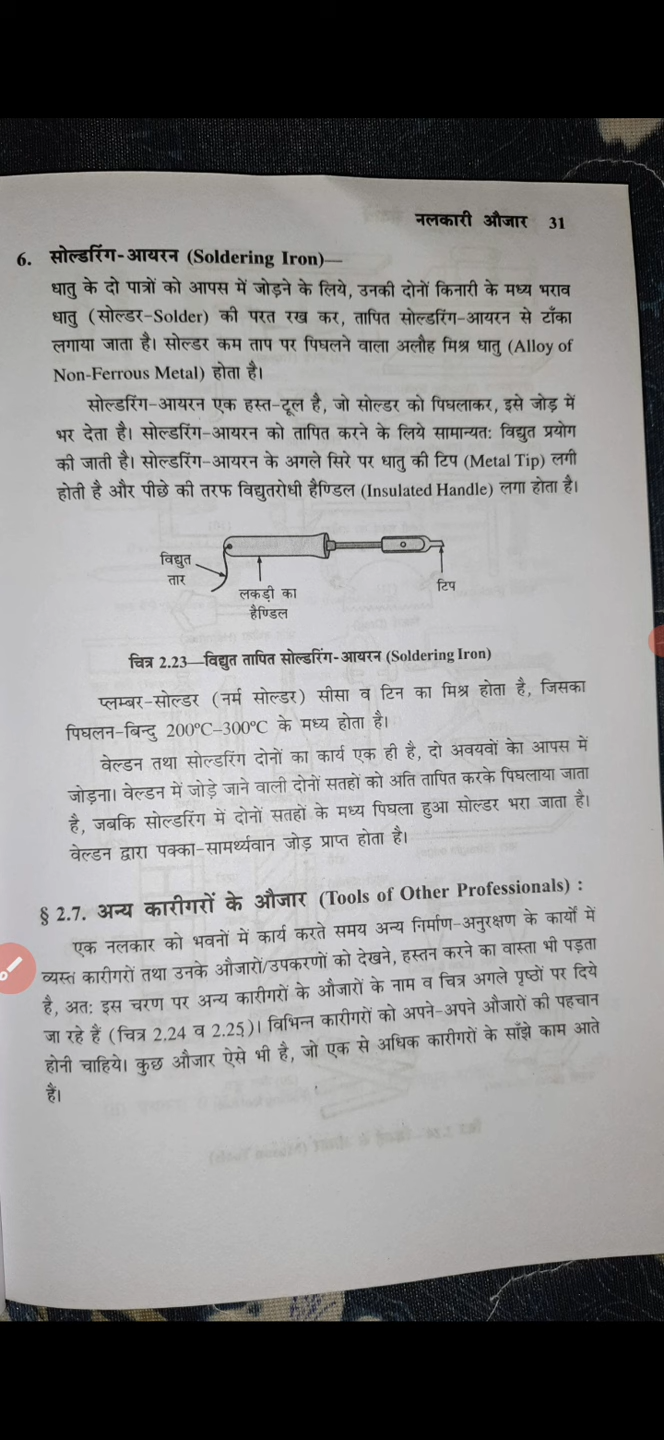 नलकारी औजार 31
6. सोल्डरिंग-आयरन (Soldering Iron)—
धातु के दो पात्रों को आपस में जोड़ने के लिये, उनकी दोनों किनारी के मध्य भराव
धातु (सोल्डर-Solder) की परत रख कर, तापित सोल्डरिंग-आयरन से टाँका
लगाया जाता है। सोल्डर कम ताप पर पिघलने वाला अलौह मिश्र धातु (Alloy of
Non-Ferrous Metal) होता है।
सोल्डरिंग-आयरन एक हस्त-टूल है, जो सोल्डर को पिघलाकर, इसे जोड़ में
भर देता है। सोल्डरिंग-आयरन को तापित करने के लिये सामान्यत: विद्युत प्रयोग
की जाती है। सोल्डरिंग-आयरन के अगले सिरे पर धातु की टिप (Metal Tip) लगी
होती है और पीछे की तरफ विद्युतरोधी हैण्डिल (Insulated Handle) लगा होता है।
विद्युत
तार
लकड़ी का
हैण्डिल
टिप
चित्र 2.23—विद्युत तापित सोल्डरिंग-आयरन (Soldering Iron)
प्लम्बर-सोल्डर (नर्म सोल्डर) सीसा व टिन का मिश्र होता है, जिसका
पिघलन-बिन्दु 200°C–300°C के मध्य होता है।
वेल्डन तथा सोल्डरिंग दोनों का कार्य एक ही है, दो अवयवों केा आपस में
जोड़ना। वेल्डन में जोड़े जाने वाली दोनों सतहों को अति तापित करके पिघलाया जाता
है, जबकि सोल्डरिंग में दोनों सतहों के मध्य पिघला हुआ सोल्डर भरा जाता है।
वेल्डन द्वारा पक्का-सामर्थ्यवान जोड़ प्राप्त होता है।
§ 2.7. अन्य कारीगरों के औजार (Tools of Other Professionals) :
एक नलकार को भवनों में कार्य करते समय अन्य निर्माण-अनुरक्षण के कार्यों में
व्यस्त कारीगरों तथा उनके औजारों/उपकरणों को देखने, हस्तन करने का वास्ता भी पड़ता
है, अत: इस चरण पर अन्य कारीगरों के औजारों के नाम व चित्र अगले पृष्ठों पर दिये
जा रहे हैं (चित्र 2.24 व 2.25)। विभिन्न कारीगरों को अपने-अपने औजारों की पहचान
होनी चाहिये। कुछ औजार ऐसे भी है, जो एक से अधिक कारीगरों के साँझे काम आते
हैं।